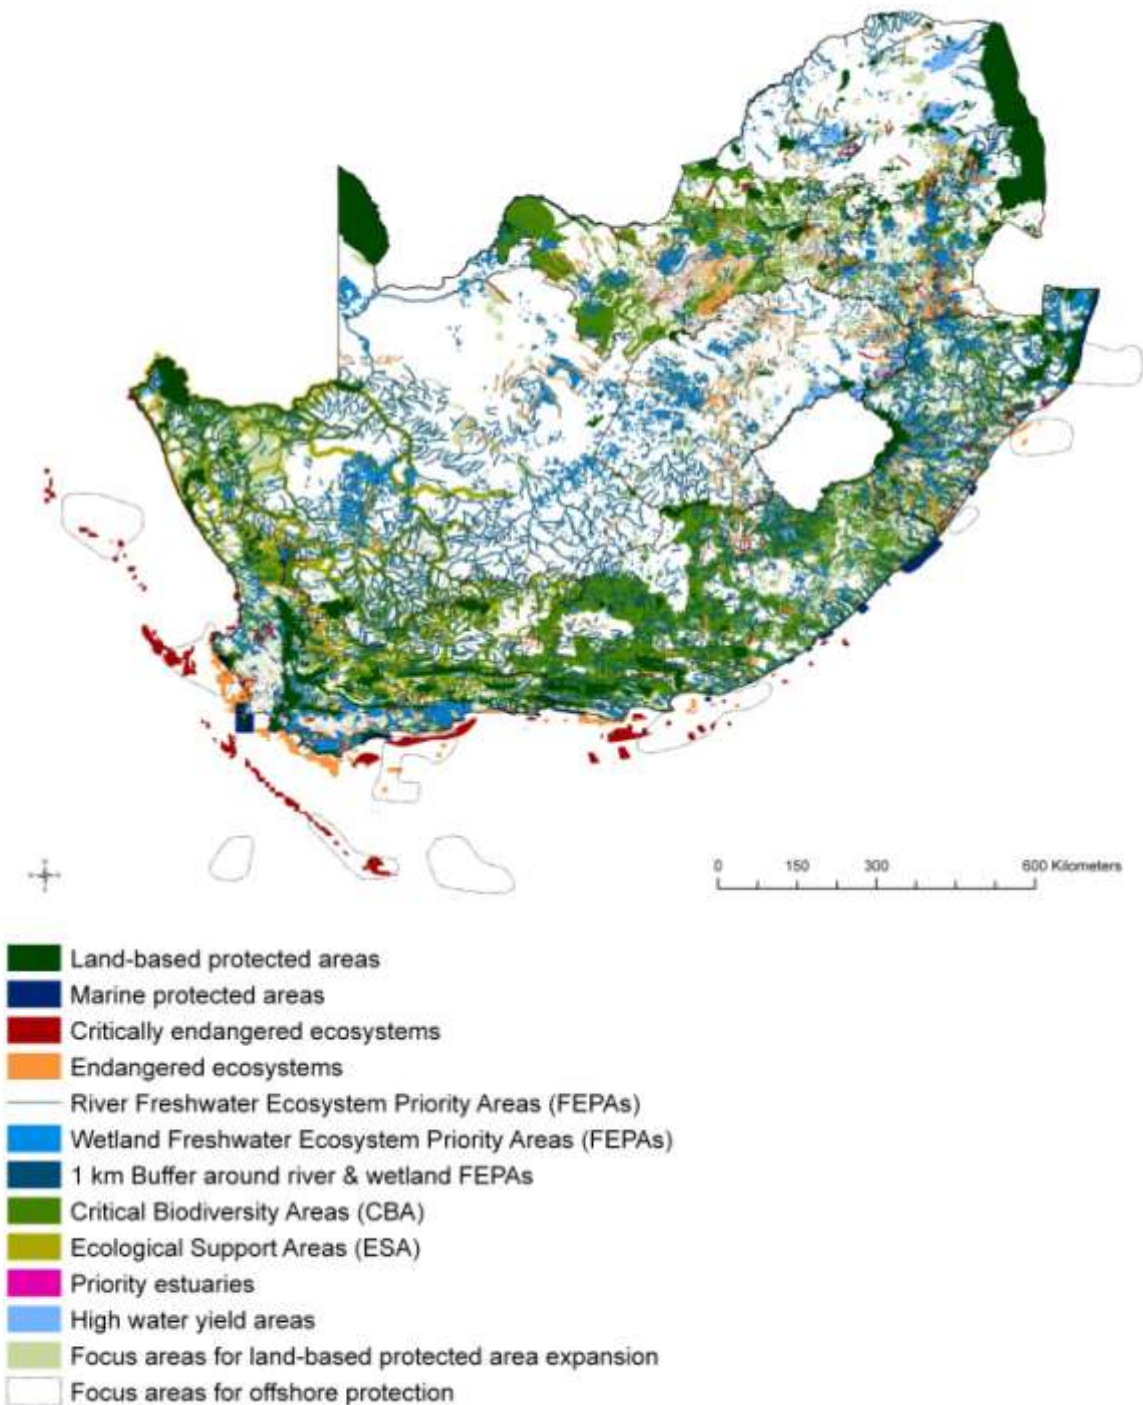 0 150 300 600 Kilometers
Land-based protected areas
Marine protected areas
Critically endangered ecosystems
Endangered ecosystems
River Freshwater Ecosystem Priority Areas (FEPAs)
Wetland Freshwater Ecosystem Priority Areas (FEPAs)
1 km Buffer around river & wetland FEPAs
Critical Biodiversity Areas (CBA)
Ecological Support Areas (ESA)
Priority estuaries
High water yield areas
Focus areas for land-based protected area expansion
Focus areas for offshore protection